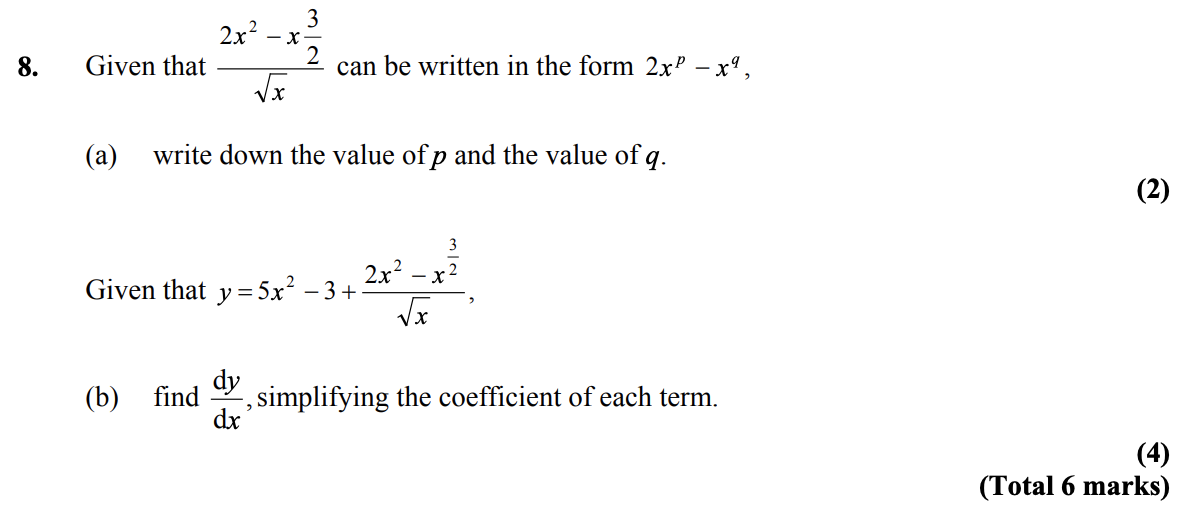 8. Given that \frac{2x^2 - x\frac{3}{2}}{\sqrt{x}} can be written in the form 2x^p - x^q,
(a) write down the value of p and the value of q.
(2)
Given that y = 5x^2 - 3 + \frac{2x^2 - x^{\frac{3}{2}}}{\sqrt{x}},
(b) find \frac{dy}{dx}, simplifying the coefficient of each term.
(4)
(Total 6 marks)